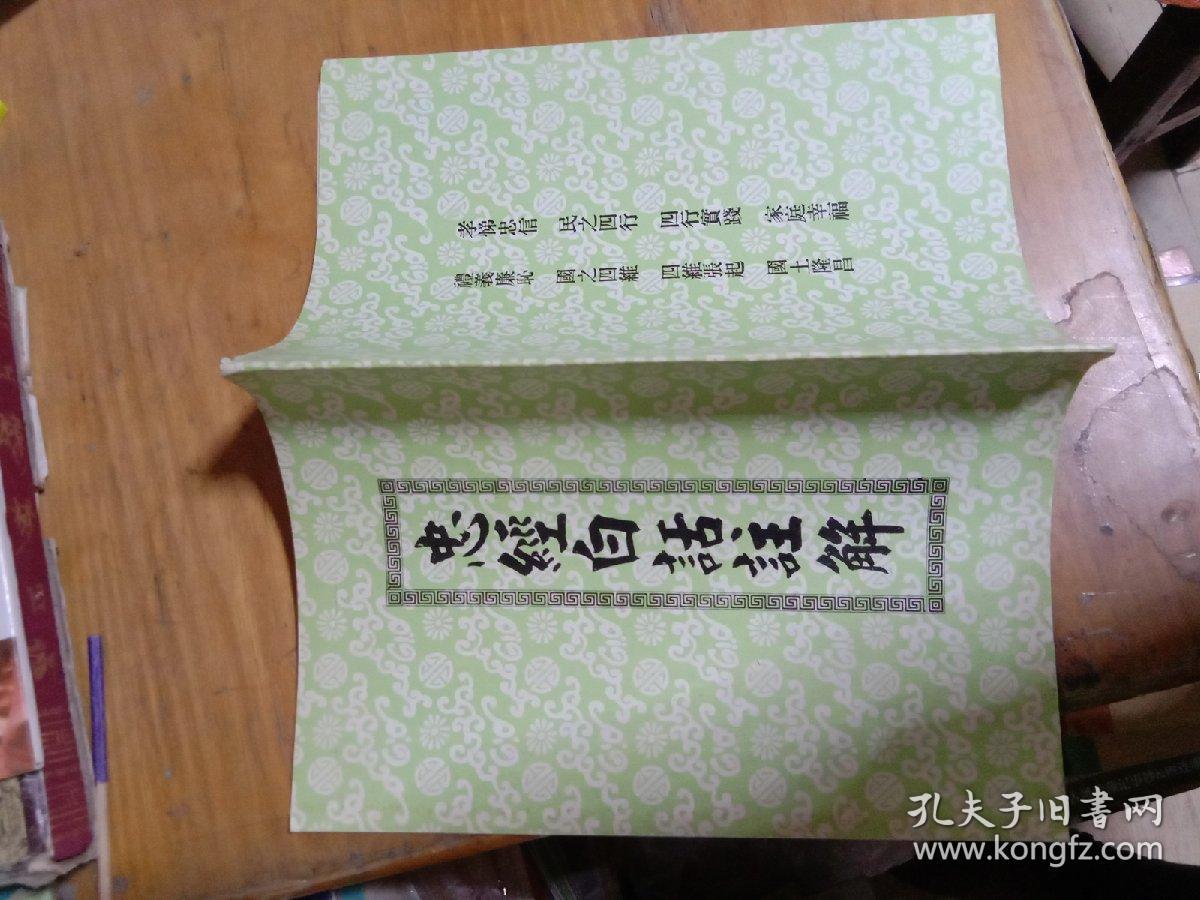 忠經白話註解
孝悌忠信 民之四行 四行實踐 家庭幸福
禮義廉恥 國之四維 四維張起 國土隆昌
孔夫子旧書网
www.kongfz.com